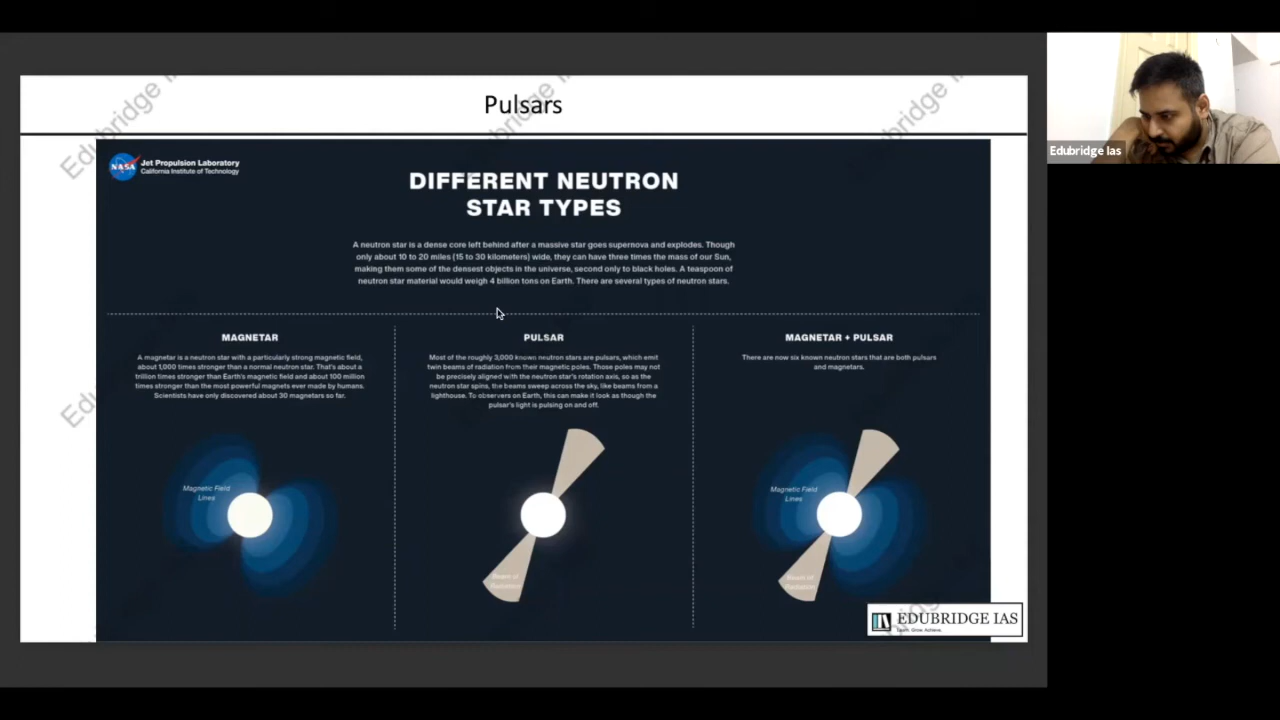 Pulsars
NASA
Jet Propulsion Laboratory
California Institute of Technology
DIFFERENT NEUTRON
STAR TYPES
A neutron star is a dense core left behind after a massive star goes supernova and explodes. Though
only about 10 to 20 miles (15 to 30 kilometers) wide, they can have three times the mass of our Sun,
making them some of the densest objects in the universe, second only to black holes. A teaspoon of
neutron star material would weigh 4 billion tons on Earth. There are several types of neutron stars.
MAGNETAR
A magnetar is a neutron star with a particularly strong magnetic field,
about 1,000 times stronger than a normal neutron star. That's about a
trillion times stronger than Earth's magnetic field and about 100 million
times stronger than the most powerful magnets ever made by humans.
Scientists have only discovered about 30 magnetars so far.
Magnetic Field
Lines
PULSAR
Most of the roughly 3,000 known neutron stars are pulsars, which emit
twin beams of radiation from their magnetic poles. Those poles may not
be precisely aligned with the neutron star's rotation axis, so as the
neutron star spins, the beams sweep across the sky, like beams from a
lighthouse. To observers on Earth, this can make it look as though the
pulsar's light is pulsing on and off.
Beam of
Radiation
MAGNETAR + PULSAR
There are now six known neutron stars that are both pulsars
and magnetars.
Magnetic Field
Lines
Beam of
Radiation
EDUBRIDGE IAS
Learn. Grow. Achieve.
Edubridge Ias